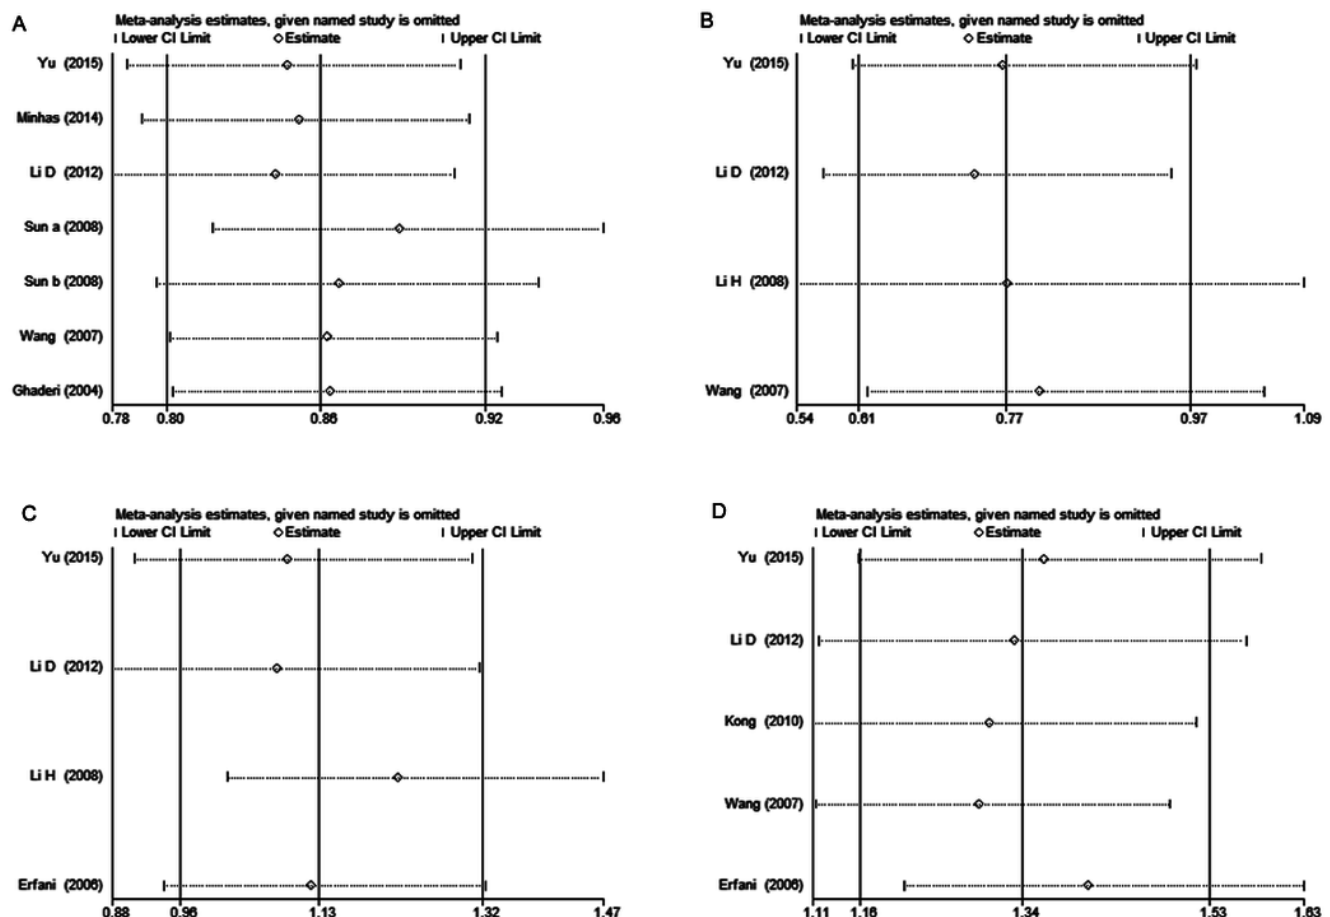 A
Meta-analysis estimates, given named study is omitted
Lower CI Limit Estimate Upper CI Limit
Yu (2015)
Minhas (2014)
Li D (2012)
Sun a (2008)
Sun b (2008)
Wang (2007)
Ghaderi (2004)
0.78 0.80 0.86 0.92 0.96
B
Meta-analysis estimates, given named study is omitted
Lower CI Limit Estimate Upper CI Limit
Yu (2015)
Li D (2012)
Li H (2008)
Wang (2007)
0.54 0.61 0.77 0.97 1.09
C
Meta-analysis estimates, given named study is omitted
Lower CI Limit Estimate Upper CI Limit
Yu (2015)
Li D (2012)
Li H (2008)
Erfani (2006)
0.88 0.96 1.13 1.32 1.47
D
Meta-analysis estimates, given named study is omitted
Lower CI Limit Estimate Upper CI Limit
Yu (2015)
Li D (2012)
Kong (2010)
Wang (2007)
Erfani (2006)
1.11 1.16 1.34 1.53 1.63